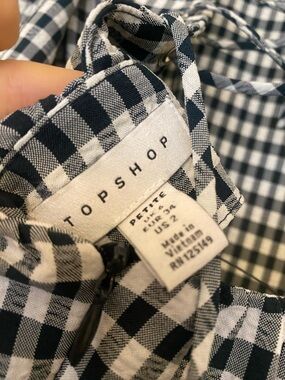 TOPSHOP
PETITE
EUR 34
US 2
Made in
Vietnam
RN 125149